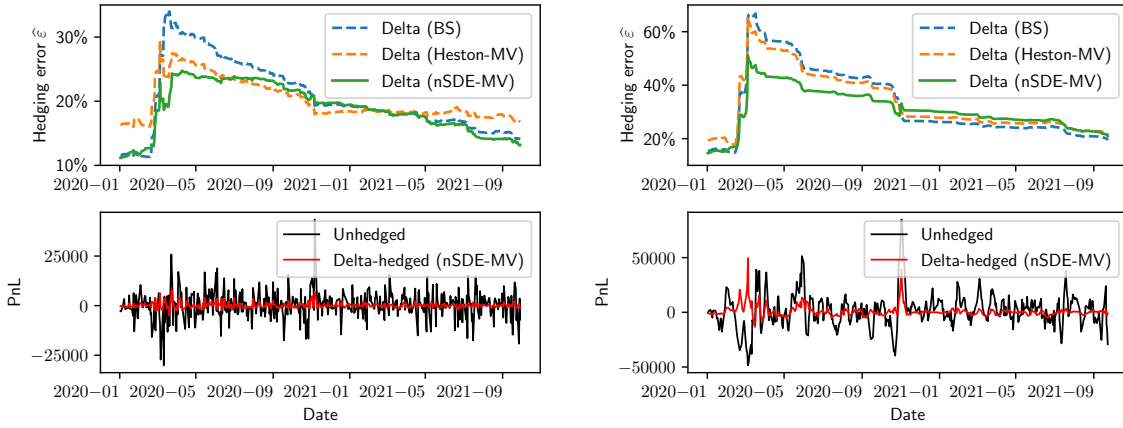 Hedging error ε̂
30%
20%
10%
Delta (BS)
Delta (Heston-MV)
Delta (nSDE-MV)
2020−01 2020−05 2020−09 2021−01 2021−05 2021−09
Hedging error ε̂
60%
40%
20%
Delta (BS)
Delta (Heston-MV)
Delta (nSDE-MV)
2020−01 2020−05 2020−09 2021−01 2021−05 2021−09
PnL
25000
0
−25000
Unhedged
Delta-hedged (nSDE-MV)
2020−01 2020−05 2020−09 2021−01 2021−05 2021−09
Date
PnL
50000
0
−50000
Unhedged
Delta-hedged (nSDE-MV)
2020−01 2020−05 2020−09 2021−01 2021−05 2021−09
Date